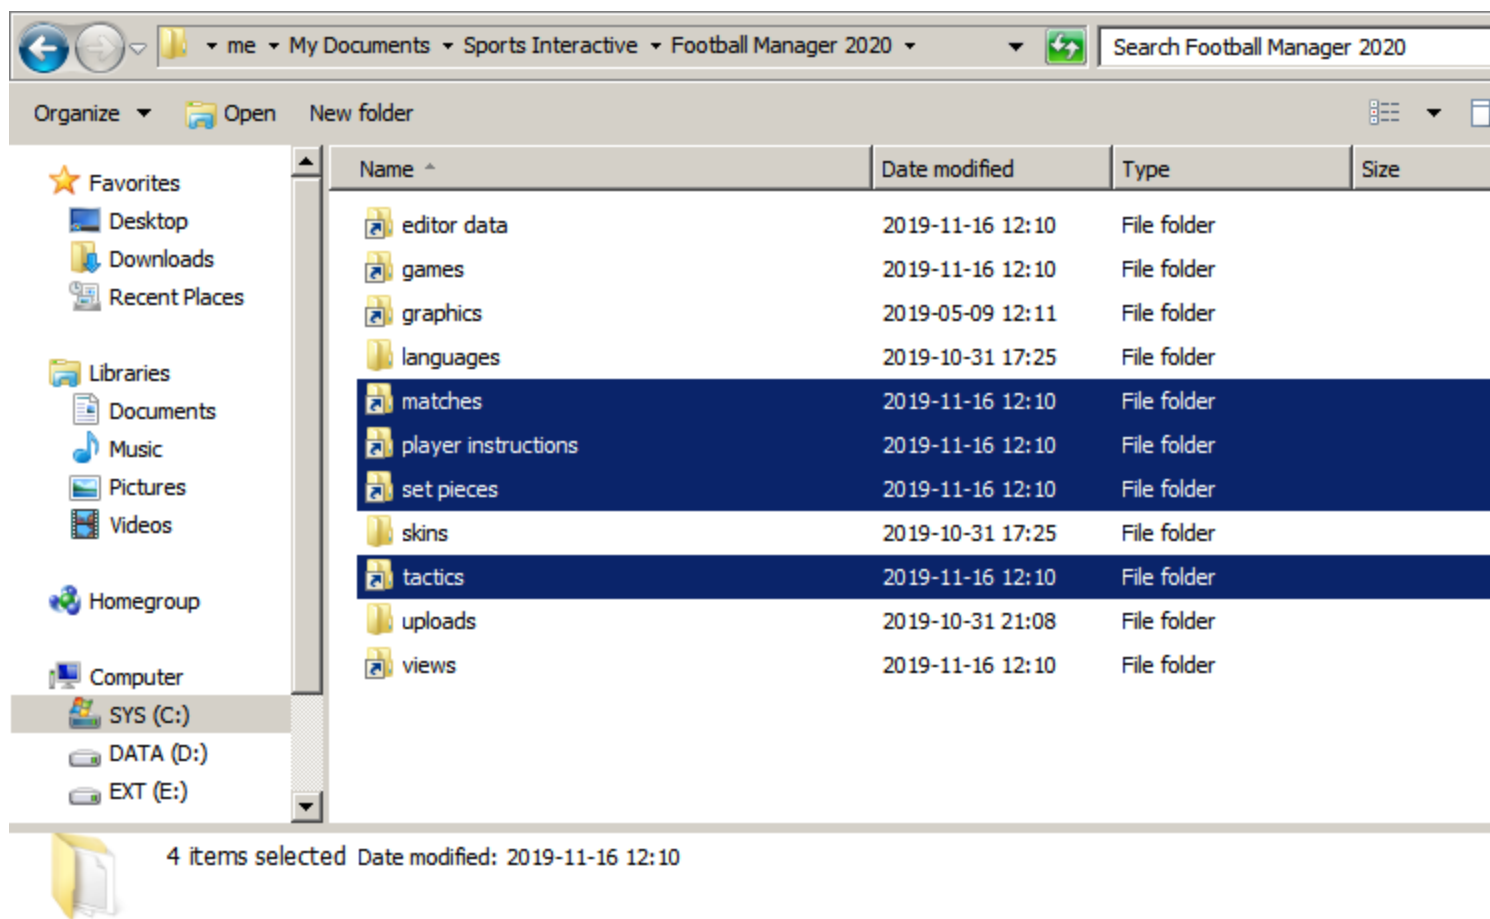 me My Documents Sports Interactive Football Manager 2020 Search Football Manager 2020
Organize Open New folder
Favorites
Desktop
Downloads
Recent Places
Libraries
Documents
Music
Pictures
Videos
Homegroup
Computer
SYS (C:)
DATA (D:)
EXT (E:)
Name Date modified Type Size
editor data 2019-11-16 12:10 File folder
games 2019-11-16 12:10 File folder
graphics 2019-05-09 12:11 File folder
languages 2019-10-31 17:25 File folder
matches 2019-11-16 12:10 File folder
player instructions 2019-11-16 12:10 File folder
set pieces 2019-11-16 12:10 File folder
skins 2019-10-31 17:25 File folder
tactics 2019-11-16 12:10 File folder
uploads 2019-10-31 21:08 File folder
views 2019-11-16 12:10 File folder
4 items selected Date modified: 2019-11-16 12:10